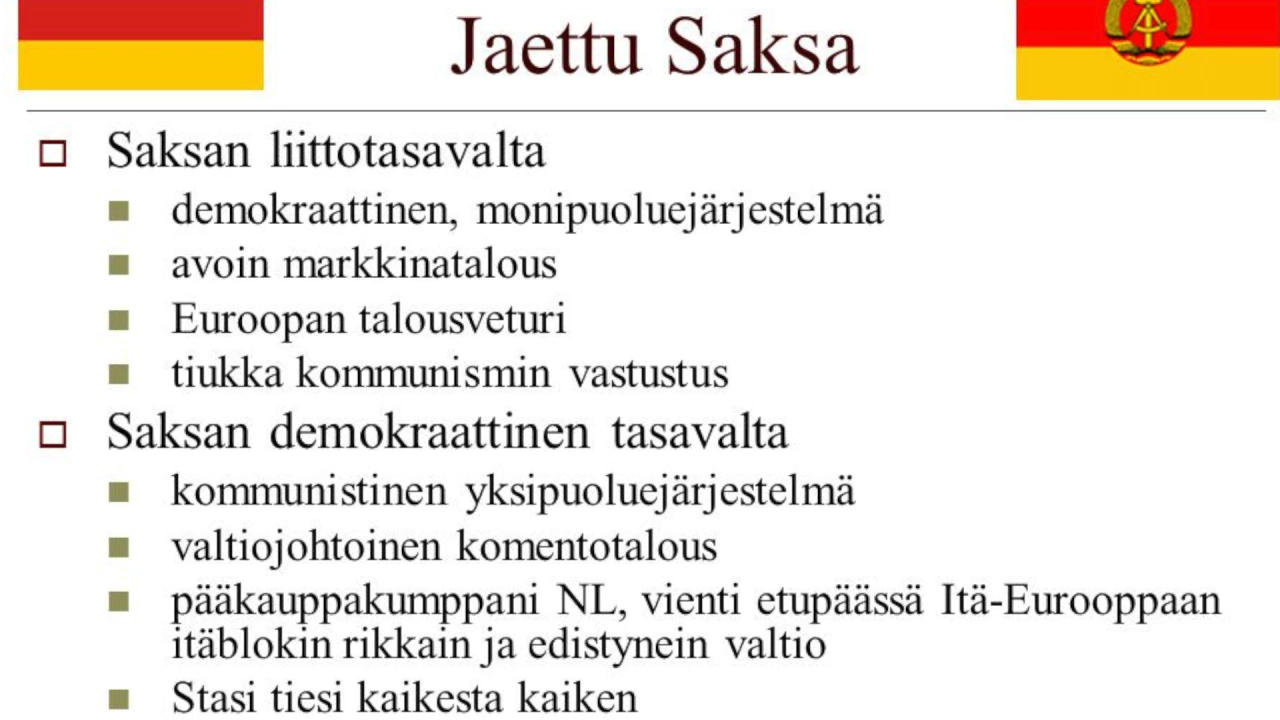 Jaettu Saksa
Saksan liittotasavalta
demokraattinen, monipuoluejärjestelmä
avoin markkinatalous
Euroopan talousveturi
tiukka kommunismin vastustus
Saksan demokraattinen tasavalta
kommunistinen yksipuoluejärjestelmä
valtiojohtoinen komentotalous
pääkauppakumppani NL, vienti etupäässä Itä-Eurooppaan
itäblokin rikkain ja edistynein valtio
Stasi tiesi kaikesta kaiken